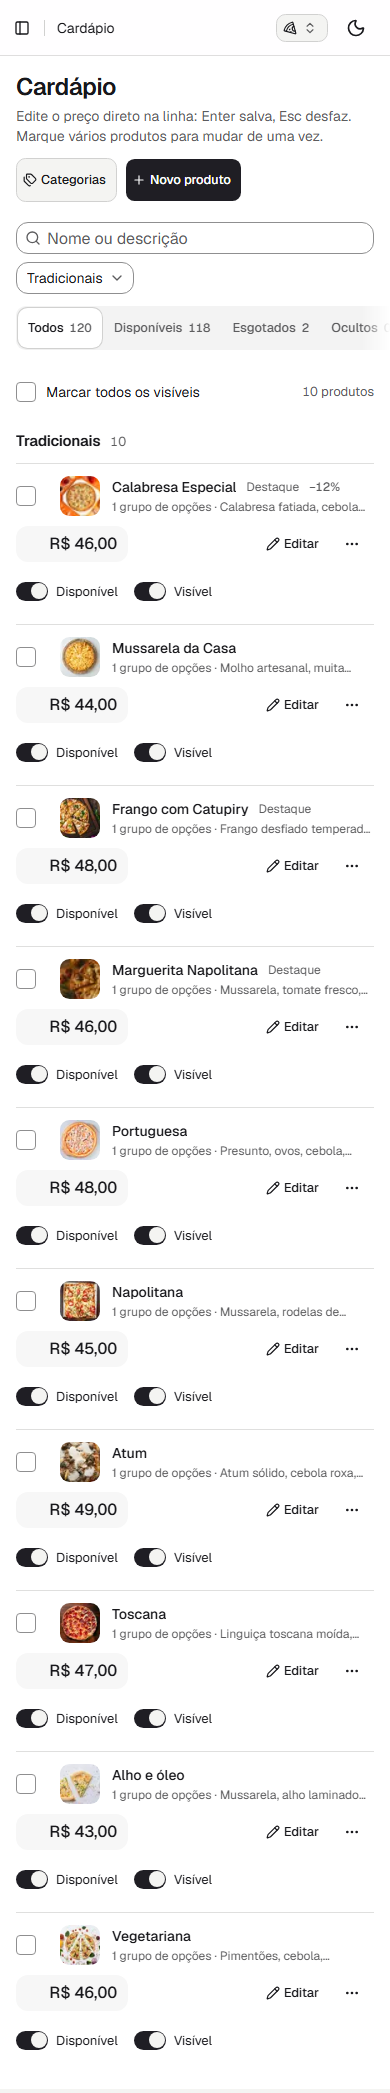 Cardápio
Cardápio
Edite o preço direto na linha: Enter salva, Esc desfaz.
Marque vários produtos para mudar de uma vez.
Categorias
Novo produto
Nome ou descrição
Tradicionais
Todos 120 Disponíveis 118 Esgotados 2 Ocultos
Marcar todos os visíveis 10 produtos
Tradicionais 10
Calabresa Especial Destaque −12%
1 grupo de opções · Calabresa fatiada, cebola...
R$ 46,00 Editar
Disponível Visível
Mussarela da Casa
1 grupo de opções · Molho artesanal, muita...
R$ 44,00 Editar
Disponível Visível
Frango com Catupiry Destaque
1 grupo de opções · Frango desfiado temperad...
R$ 48,00 Editar
Disponível Visível
Marguerita Napolitana Destaque
1 grupo de opções · Mussarela, tomate fresco,...
R$ 46,00 Editar
Disponível Visível
Portuguesa
1 grupo de opções · Presunto, ovos, cebola,...
R$ 48,00 Editar
Disponível Visível
Napolitana
1 grupo de opções · Mussarela, rodelas de...
R$ 45,00 Editar
Disponível Visível
Atum
1 grupo de opções · Atum sólido, cebola roxa,...
R$ 49,00 Editar
Disponível Visível
Toscana
1 grupo de opções · Linguiça toscana moída,...
R$ 47,00 Editar
Disponível Visível
Alho e óleo
1 grupo de opções · Mussarela, alho laminado...
R$ 43,00 Editar
Disponível Visível
Vegetariana
1 grupo de opções · Pimentões, cebola,...
R$ 46,00 Editar
Disponível Visível